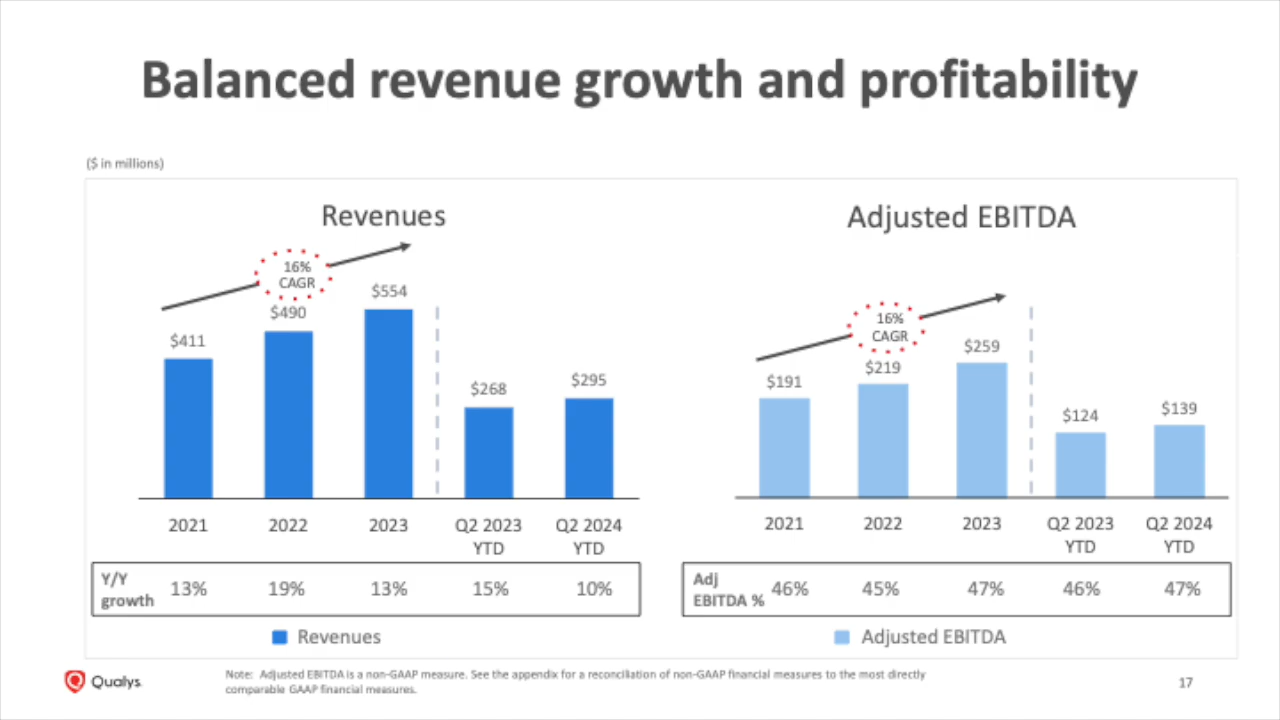 Balanced revenue growth and profitability
($ in millions)
Revenues
16%
CAGR
$411
$490
$554
$268
$295
2021
2022
2023
Q2 2023
YTD
Q2 2024
YTD
Y/Y
growth
13%
19%
13%
15%
10%
Revenues
Adjusted EBITDA
16%
CAGR
$191
$219
$259
$124
$139
2021
2022
2023
Q2 2023
YTD
Q2 2024
YTD
Adj
EBITDA %
46%
45%
47%
46%
47%
Adjusted EBITDA
Qualys.
Note: Adjusted EBITDA is a non-GAAP measure. See the appendix for a reconciliation of non-GAAP financial measures to the most directly
comparable GAAP financial measures.
17